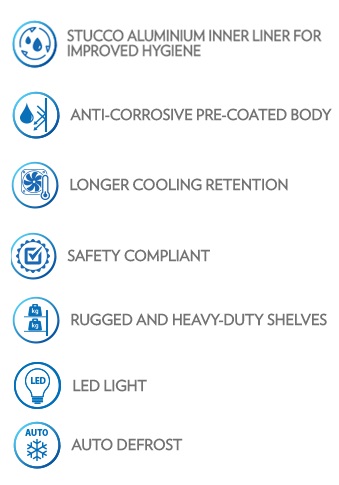 STUCCO ALUMINIUM INNER LINER FOR
IMPROVED HYGIENE
ANTI-CORROSIVE PRE-COATED BODY
LONGER COOLING RETENTION
SAFETY COMPLIANT
kg
kg
RUGGED AND HEAVY-DUTY SHELVES
LED
LED LIGHT
AUTO
AUTO DEFROST